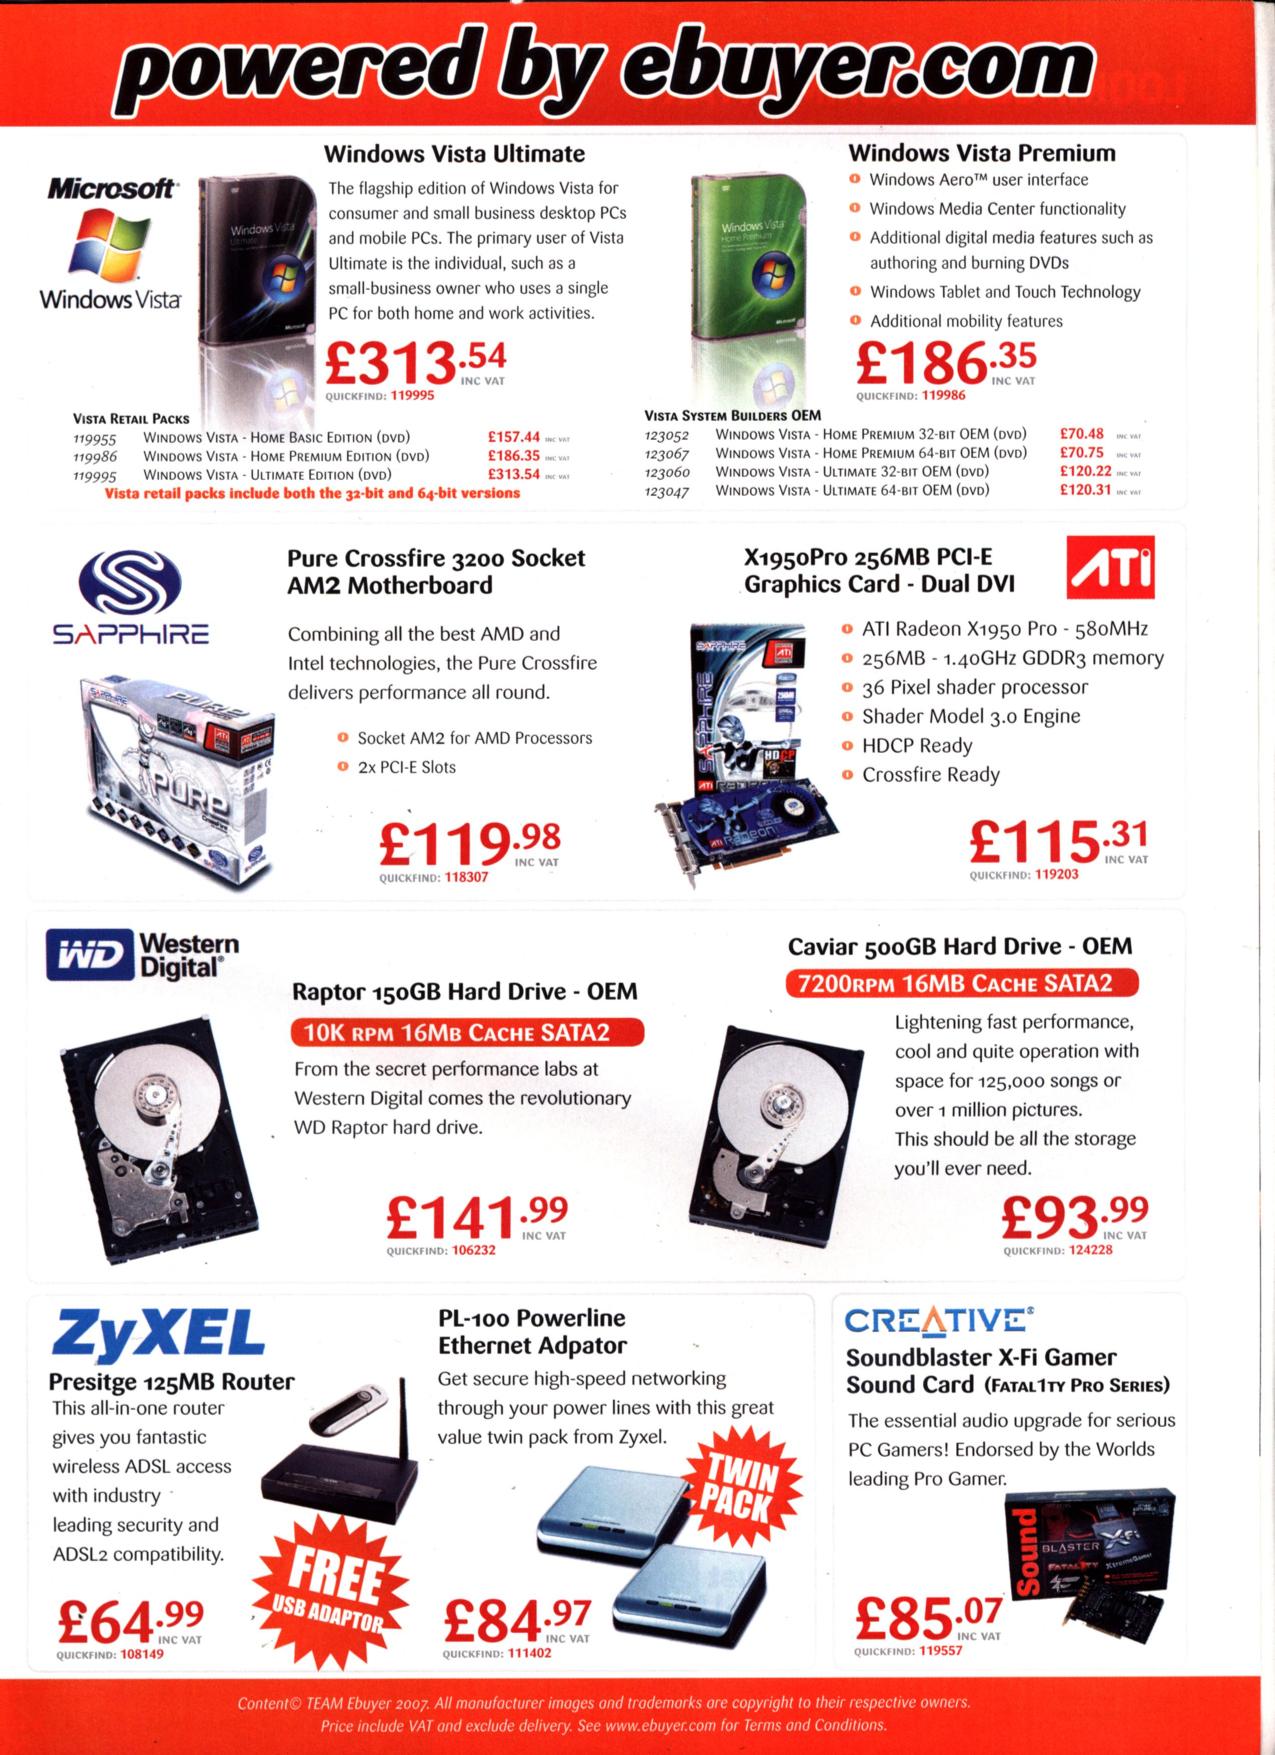 powered by ebuyer.com
Microsoft®
Windows Vista
Windows Vista Ultimate
The flagship edition of Windows Vista for
consumer and small business desktop PCs
and mobile PCs. The primary user of Vista
Ultimate is the individual, such as a
small-business owner who uses a single
PC for both home and work activities.
£313.54
INC VAT
QUICKFIND: 119995
Windows Vista Premium
Windows Aero™ user interface
Windows Media Center functionality
Additional digital media features such as
authoring and burning DVDs
Windows Tablet and Touch Technology
Additional mobility features
£186.35
INC VAT
QUICKFIND: 119986
VISTA RETAIL PACKS
119955 WINDOWS VISTA - HOME BASIC EDITION (DVD) £157.44 INC VAT
119986 WINDOWS VISTA - HOME PREMIUM EDITION (DVD) £186.35 INC VAT
119995 WINDOWS VISTA - ULTIMATE EDITION (DVD) £313.54 INC VAT
Vista retail packs include both the 32-bit and 64-bit versions
VISTA SYSTEM BUILDERS OEM
123052 WINDOWS VISTA - HOME PREMIUM 32-BIT OEM (DVD) £70.48 INC VAT
123067 WINDOWS VISTA - HOME PREMIUM 64-BIT OEM (DVD) £70.75 INC VAT
123060 WINDOWS VISTA - ULTIMATE 32-BIT OEM (DVD) £120.22 INC VAT
123047 WINDOWS VISTA - ULTIMATE 64-BIT OEM (DVD) £120.31 INC VAT
SAPPHIRE
Pure Crossfire 3200 Socket
AM2 Motherboard
Combining all the best AMD and
Intel technologies, the Pure Crossfire
delivers performance all round.
Socket AM2 for AMD Processors
2x PCI-E Slots
£119.98
INC VAT
QUICKFIND: 118307
X1950Pro 256MB PCI-E
Graphics Card - Dual DVI
ATI
ATI Radeon X1950 Pro - 580MHz
256MB - 1.40GHz GDDR3 memory
36 Pixel shader processor
Shader Model 3.0 Engine
HDCP Ready
Crossfire Ready
£115.31
INC VAT
QUICKFIND: 119203
WD Western
Digital®
Raptor 150GB Hard Drive - OEM
10K RPM 16MB CACHE SATA2
From the secret performance labs at
Western Digital comes the revolutionary
WD Raptor hard drive.
£141.99
INC VAT
QUICKFIND: 106232
Caviar 500GB Hard Drive - OEM
7200RPM 16MB CACHE SATA2
Lightening fast performance,
cool and quite operation with
space for 125,000 songs or
over 1 million pictures.
This should be all the storage
you'll ever need.
£93.99
INC VAT
QUICKFIND: 124228
ZyXEL
Presitge 125MB Router
This all-in-one router
gives you fantastic
wireless ADSL access
with industry
leading security and
ADSL2 compatibility.
FREE
USB ADAPTOR
£64.99
INC VAT
QUICKFIND: 108149
PL-100 Powerline
Ethernet Adpator
Get secure high-speed networking
through your power lines with this great
value twin pack from Zyxel.
TWIN
PACK
£84.97
INC VAT
QUICKFIND: 111402
CREATIVE®
Soundblaster X-Fi Gamer
Sound Card (FATAL1TY PRO SERIES)
The essential audio upgrade for serious
PC Gamers! Endorsed by the Worlds
leading Pro Gamer.
Sound
BLASTER
X-Fi
XtremeGamer
FATAL1TY
£85.07
INC VAT
QUICKFIND: 119557
Content© TEAM Ebuyer 2007. All manufacturer images and trademarks are copyright to their respective owners.
Price include VAT and exclude delivery. See www.ebuyer.com for Terms and Conditions.